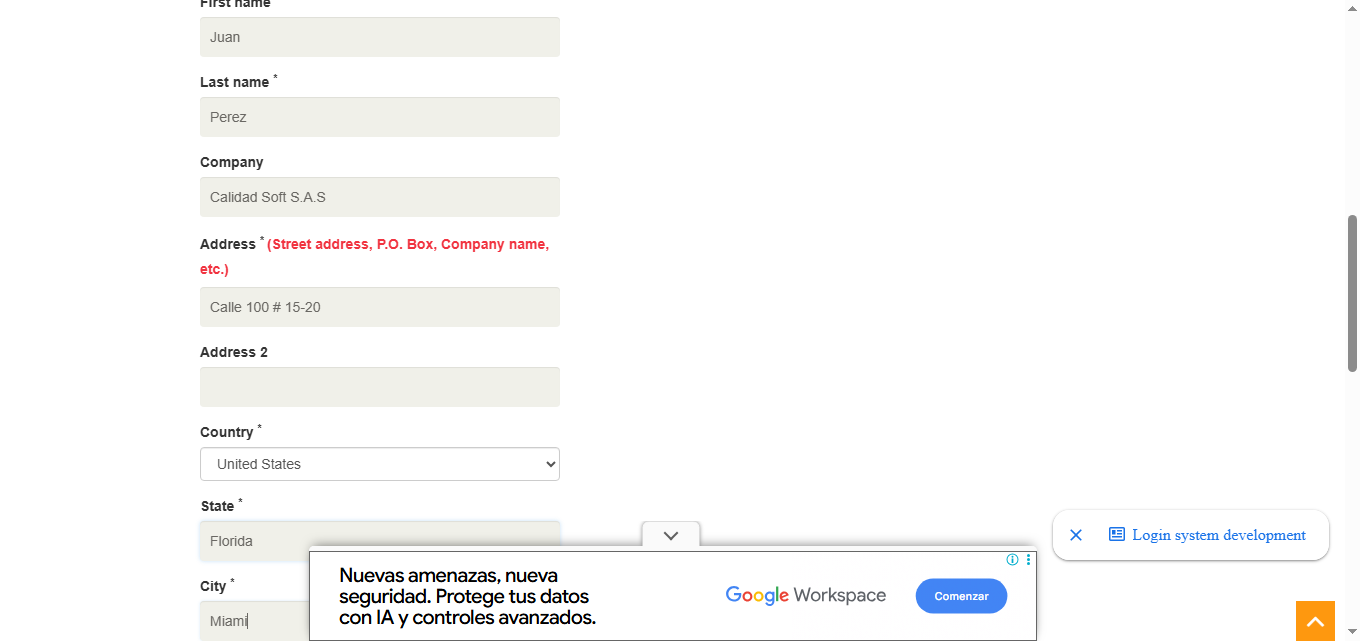 First name
Juan
Last name *
Perez
Company
Calidad Soft S.A.S
Address * (Street address, P.O. Box, Company name,
etc.)
Calle 100 # 15-20
Address 2
Country *
United States
State *
Florida
City *
Miami
Nuevas amenazas, nueva
seguridad. Protege tus datos
con IA y controles avanzados.
Google Workspace
Comenzar
Login system development